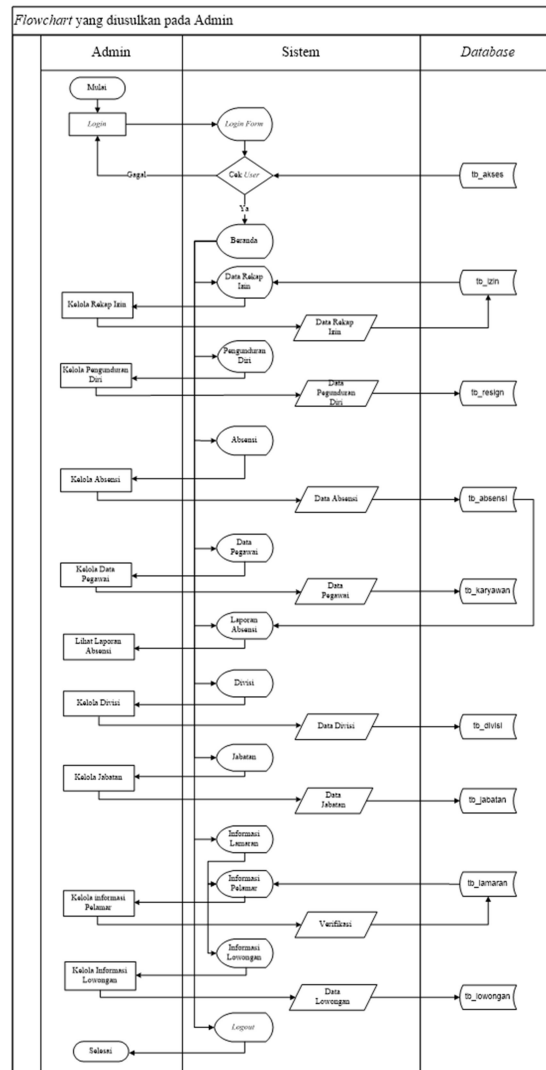 Flowchart yang diusulkan pada Admin
Admin
Sistem
Database
Mulai
Login
Login Form
Gagal
Cek User
tb_akses
Ya
Beranda
Data Rekap
Izin
tb_izin
Kelola Rekap Izin
Data Rekap
Izin
Pengunduran
Diri
Kelola Pengunduran
Diri
Data
Pegunduran
Diri
tb_resign
Absensi
Kelola Absensi
Data Absensi
tb_absensi
Data
Pegawai
Kelola Data
Pegawai
Data
Pegawai
tb_karyawan
Laporan
Absensi
Lihat Laporan
Absensi
Divisi
Kelola Divisi
Data Divisi
tb_divisi
Jabatan
Kelola Jabatan
Data
Jabatan
tb_jabatan
Informasi
Lamaran
Informasi
Pelamar
tb_lamaran
Kelola informasi
Pelamar
Verifikasi
Informasi
Lowongan
Kelola Informasi
Lowongan
Data
Lowongan
tb_lowongan
Logout
Selesai